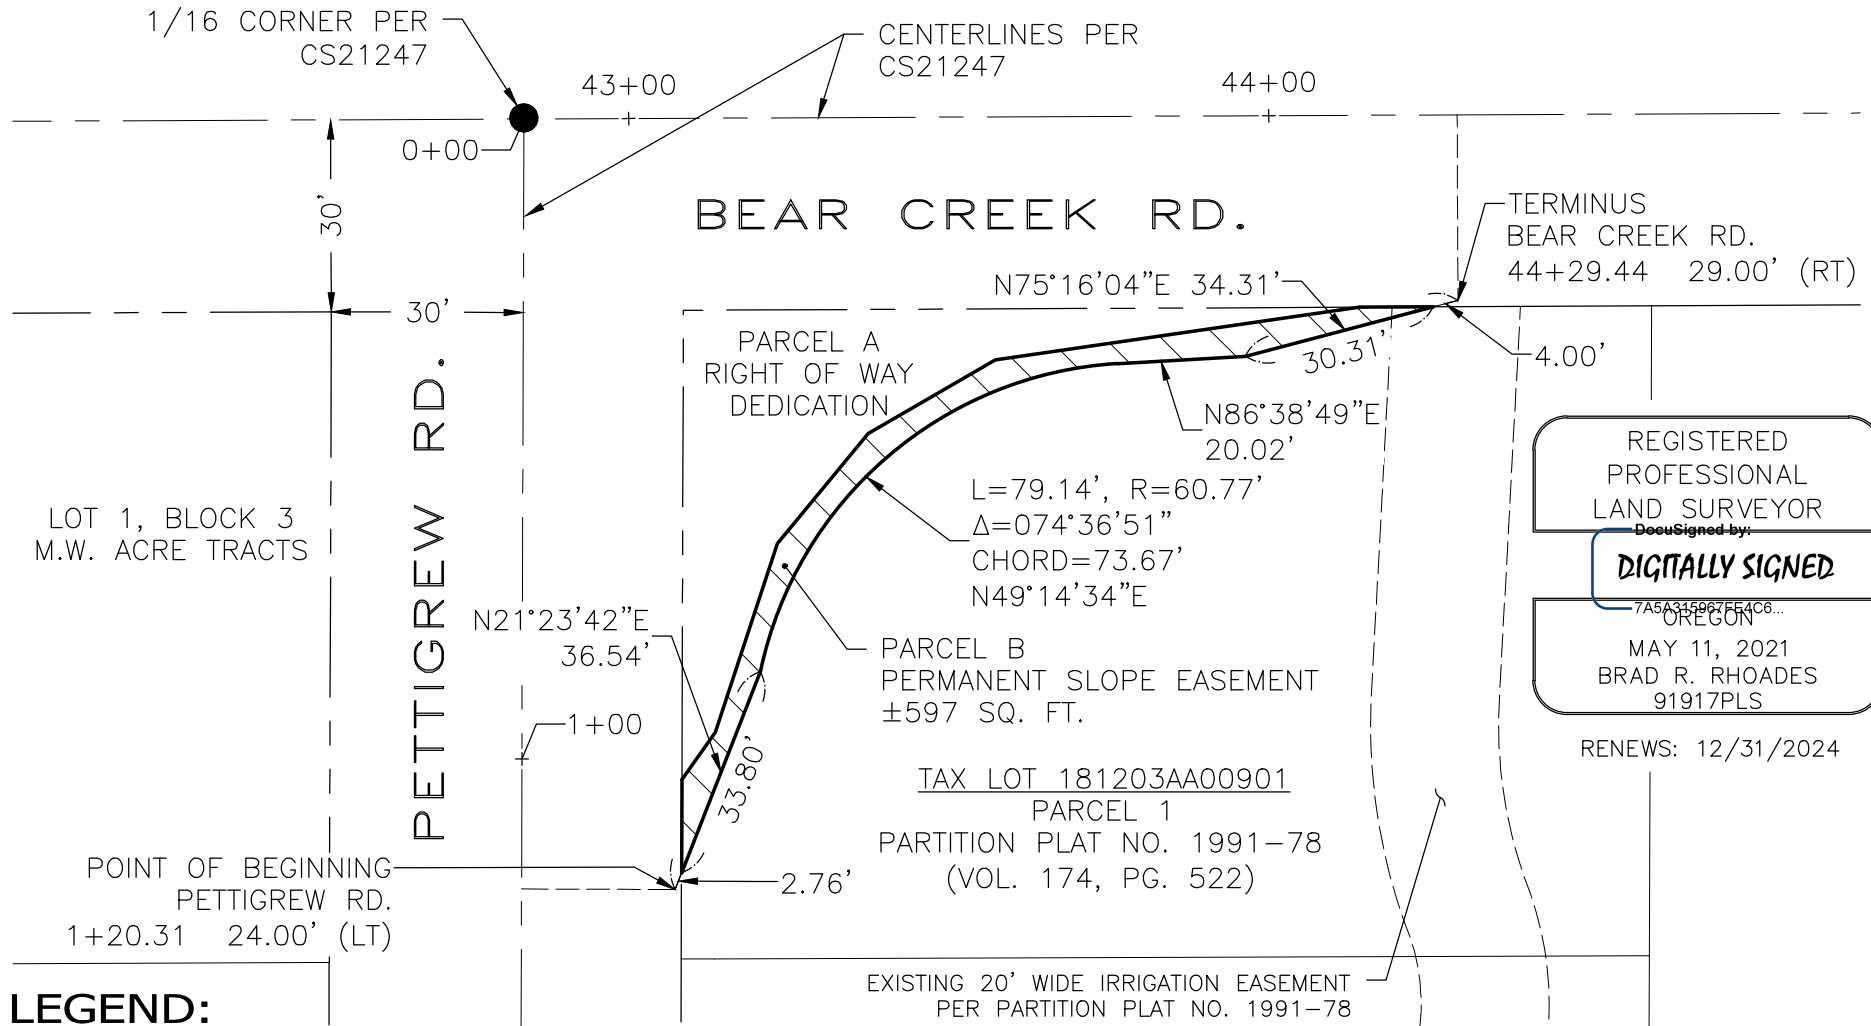 1/16 CORNER PER
CS21247
CENTERLINES PER
CS21247
43+00
44+00
0+00
30'
BEAR CREEK RD.
TERMINUS
BEAR CREEK RD.
44+29.44 29.00' (RT)
N75°16'04"E 34.31'
30'
PARCEL A
RIGHT OF WAY
DEDICATION
30.31'
4.00'
N86°38'49"E
20.02'
PETTIGREW RD.
LOT 1, BLOCK 3
M.W. ACRE TRACTS
L=79.14', R=60.77'
Δ=074°36'51"
CHORD=73.67'
N49°14'34"E
REGISTERED
PROFESSIONAL
LAND SURVEYOR
DocuSigned by:
DIGITALLY SIGNED
7A5A315967FE4C6...
OREGON
MAY 11, 2021
BRAD R. RHOADES
91917PLS
RENEWS: 12/31/2024
N21°23'42"E
36.54'
PARCEL B
PERMANENT SLOPE EASEMENT
±597 SQ. FT.
1+00
33.80'
TAX LOT 181203AA00901
PARCEL 1
PARTITION PLAT NO. 1991-78
(VOL. 174, PG. 522)
POINT OF BEGINNING
PETTIGREW RD.
1+20.31 24.00' (LT)
2.76'
EXISTING 20' WIDE IRRIGATION EASEMENT
PER PARTITION PLAT NO. 1991-78
LEGEND: